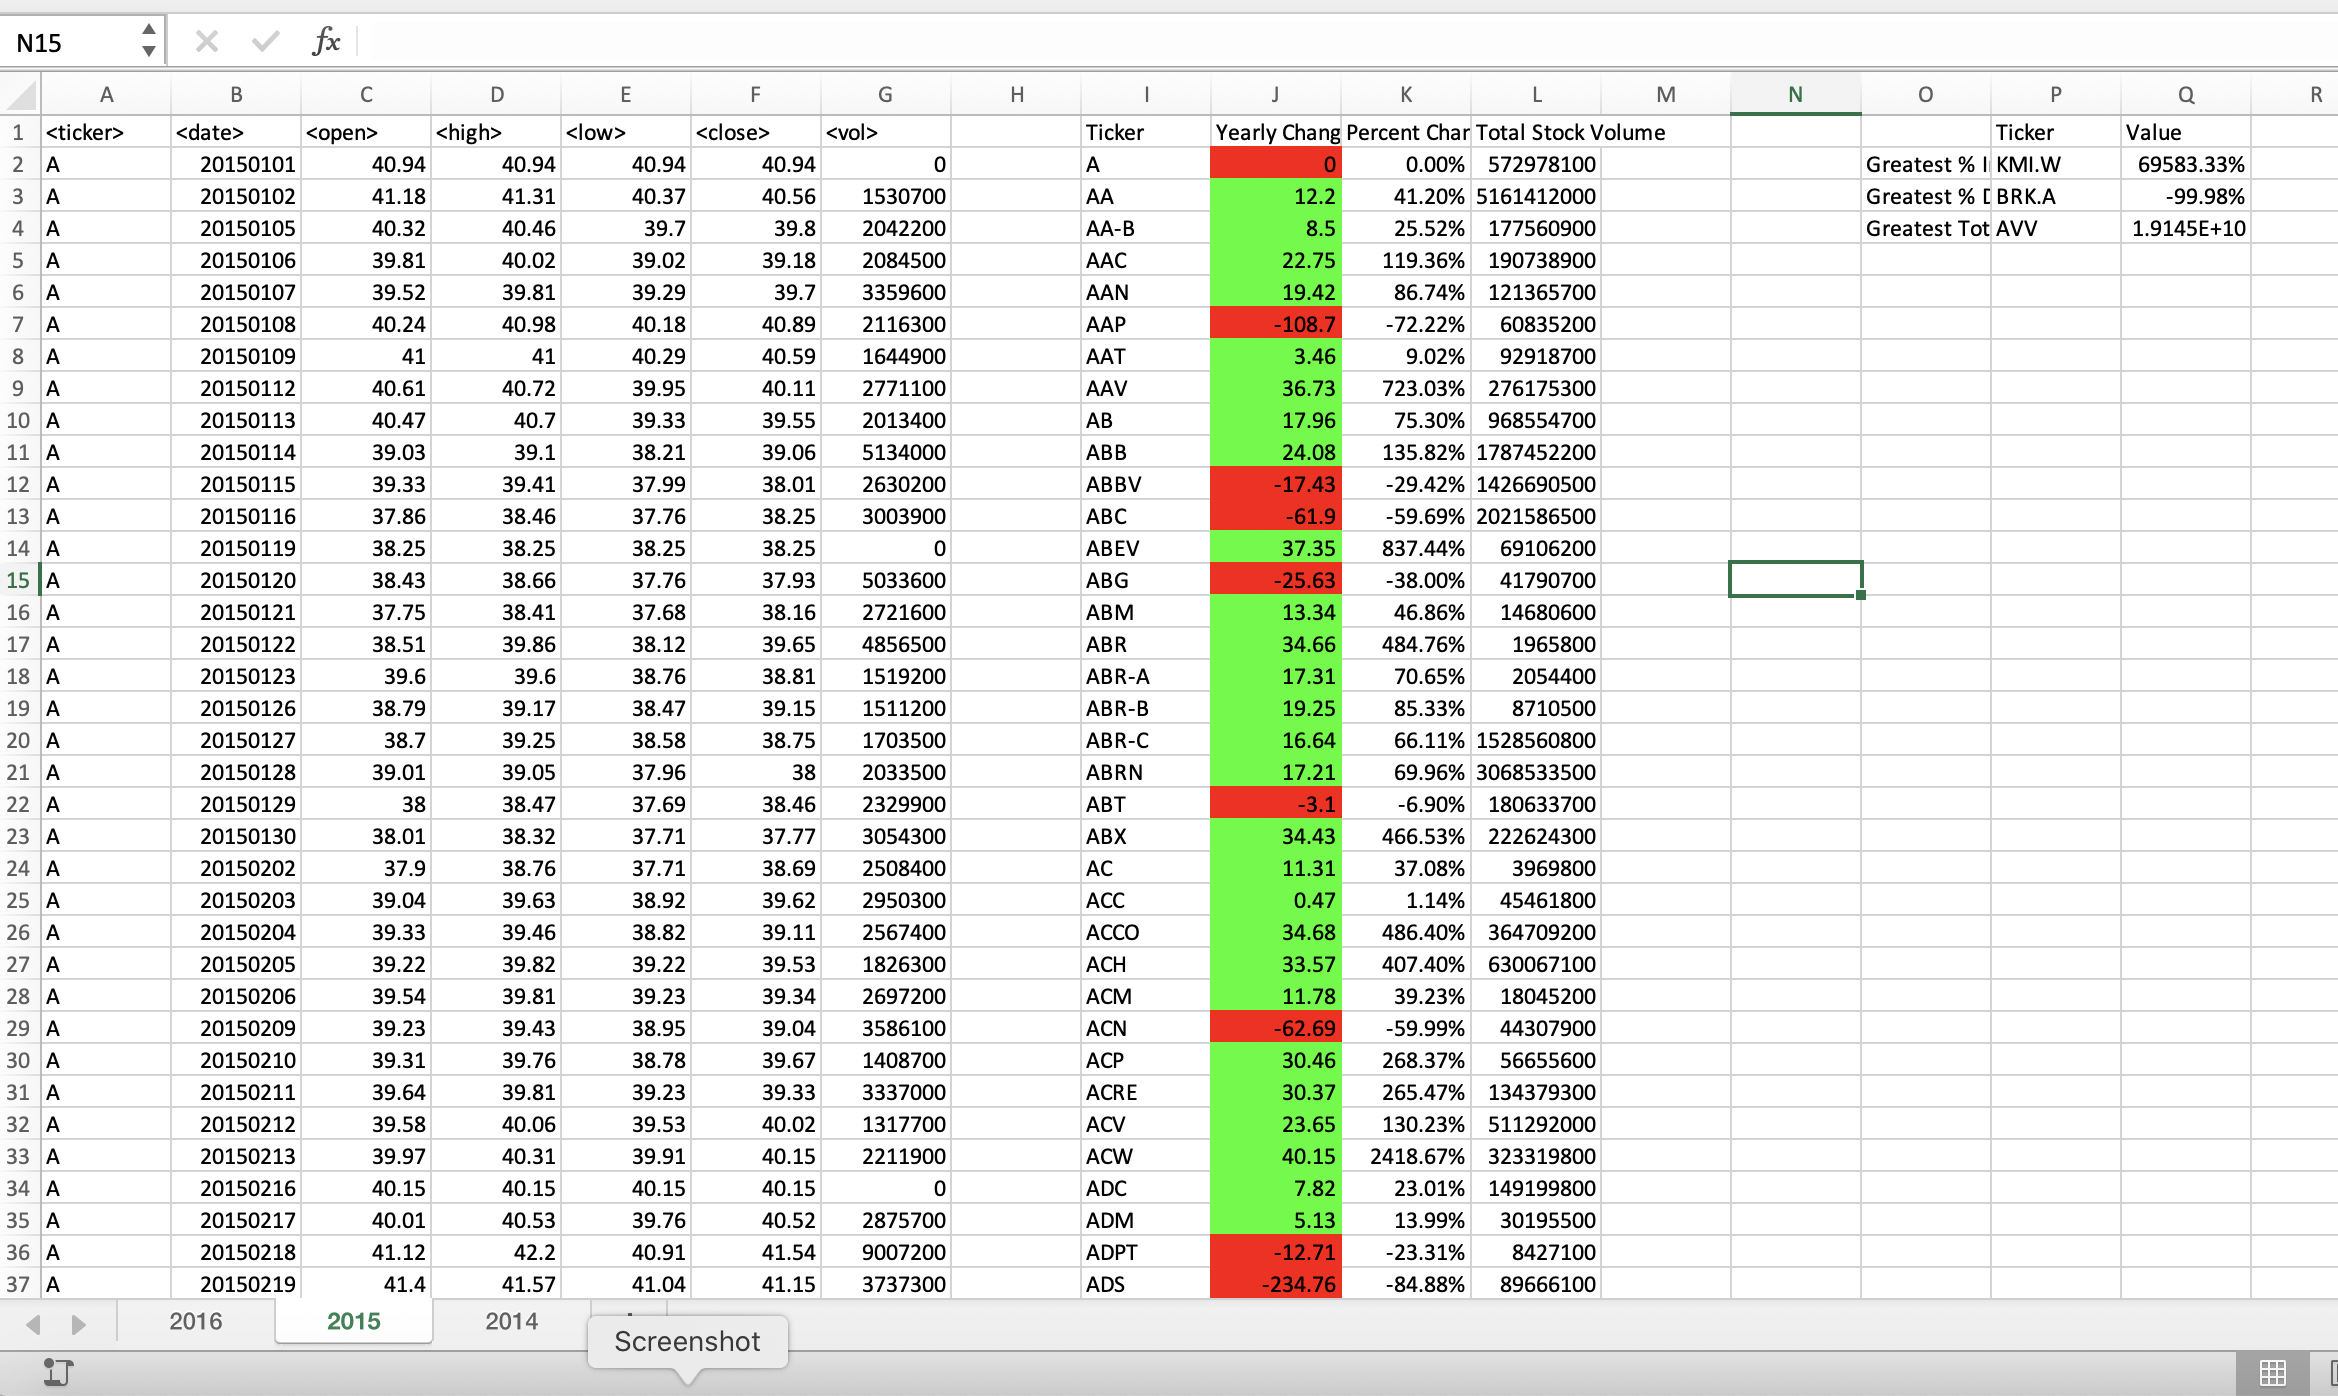 N15 fx
A B C D E F G H I J K L M N O P Q R
1 <ticker> <date> <open> <high> <low> <close> <vol> Ticker Yearly Chang Percent Char Total Stock Volume Ticker Value
2 A 20150101 40.94 40.94 40.94 40.94 0 A 0 0.00% 572978100 Greatest % I KMI.W 69583.33%
3 A 20150102 41.18 41.31 40.37 40.56 1530700 AA 12.2 41.20% 5161412000 Greatest % D BRK.A -99.98%
4 A 20150105 40.32 40.46 39.7 39.8 2042200 AA-B 8.5 25.52% 177560900 Greatest Tot AVV 1.9145E+10
5 A 20150106 39.81 40.02 39.02 39.18 2084500 AAC 22.75 119.36% 190738900
6 A 20150107 39.52 39.81 39.29 39.7 3359600 AAN 19.42 86.74% 121365700
7 A 20150108 40.24 40.98 40.18 40.89 2116300 AAP -108.7 -72.22% 60835200
8 A 20150109 41 41 40.29 40.59 1644900 AAT 3.46 9.02% 92918700
9 A 20150112 40.61 40.72 39.95 40.11 2771100 AAV 36.73 723.03% 276175300
10 A 20150113 40.47 40.7 39.33 39.55 2013400 AB 17.96 75.30% 968554700
11 A 20150114 39.03 39.1 38.21 39.06 5134000 ABB 24.08 135.82% 1787452200
12 A 20150115 39.33 39.41 37.99 38.01 2630200 ABBV -17.43 -29.42% 1426690500
13 A 20150116 37.86 38.46 37.76 38.25 3003900 ABC -61.9 -59.69% 2021586500
14 A 20150119 38.25 38.25 38.25 38.25 0 ABEV 37.35 837.44% 69106200
15 A 20150120 38.43 38.66 37.76 37.93 5033600 ABG -25.63 -38.00% 41790700
16 A 20150121 37.75 38.41 37.68 38.16 2721600 ABM 13.34 46.86% 14680600
17 A 20150122 38.51 39.86 38.12 39.65 4856500 ABR 34.66 484.76% 1965800
18 A 20150123 39.6 39.6 38.76 38.81 1519200 ABR-A 17.31 70.65% 2054400
19 A 20150126 38.79 39.17 38.47 39.15 1511200 ABR-B 19.25 85.33% 8710500
20 A 20150127 38.7 39.25 38.58 38.75 1703500 ABR-C 16.64 66.11% 1528560800
21 A 20150128 39.01 39.05 37.96 38 2033500 ABRN 17.21 69.96% 3068533500
22 A 20150129 38 38.47 37.69 38.46 2329900 ABT -3.1 -6.90% 180633700
23 A 20150130 38.01 38.32 37.71 37.77 3054300 ABX 34.43 466.53% 222624300
24 A 20150202 37.9 38.76 37.71 38.69 2508400 AC 11.31 37.08% 3969800
25 A 20150203 39.04 39.63 38.92 39.62 2950300 ACC 0.47 1.14% 45461800
26 A 20150204 39.33 39.46 38.82 39.11 2567400 ACCO 34.68 486.40% 364709200
27 A 20150205 39.22 39.82 39.22 39.53 1826300 ACH 33.57 407.40% 630067100
28 A 20150206 39.54 39.81 39.23 39.34 2697200 ACM 11.78 39.23% 18045200
29 A 20150209 39.23 39.43 38.95 39.04 3586100 ACN -62.69 -59.99% 44307900
30 A 20150210 39.31 39.76 38.78 39.67 1408700 ACP 30.46 268.37% 56655600
31 A 20150211 39.64 39.81 39.23 39.33 3337000 ACRE 30.37 265.47% 134379300
32 A 20150212 39.58 40.06 39.53 40.02 1317700 ACV 23.65 130.23% 511292000
33 A 20150213 39.97 40.31 39.91 40.15 2211900 ACW 40.15 2418.67% 323319800
34 A 20150216 40.15 40.15 40.15 40.15 0 ADC 7.82 23.01% 149199800
35 A 20150217 40.01 40.53 39.76 40.52 2875700 ADM 5.13 13.99% 30195500
36 A 20150218 41.12 42.2 40.91 41.54 9007200 ADPT -12.71 -23.31% 8427100
37 A 20150219 41.4 41.57 41.04 41.15 3737300 ADS -234.76 -84.88% 89666100
2016 2015 2014
Screenshot